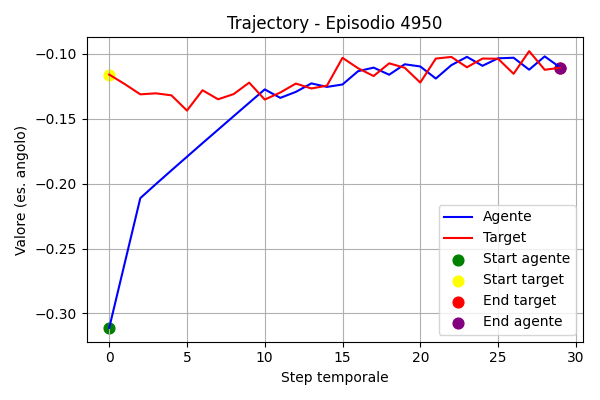 Trajectory - Episodio 4950
Valore (es. angolo)
−0.10
−0.15
−0.20
−0.25
−0.30
0 5 10 15 20 25 30
Step temporale
Agente
Target
Start agente
Start target
End target
End agente